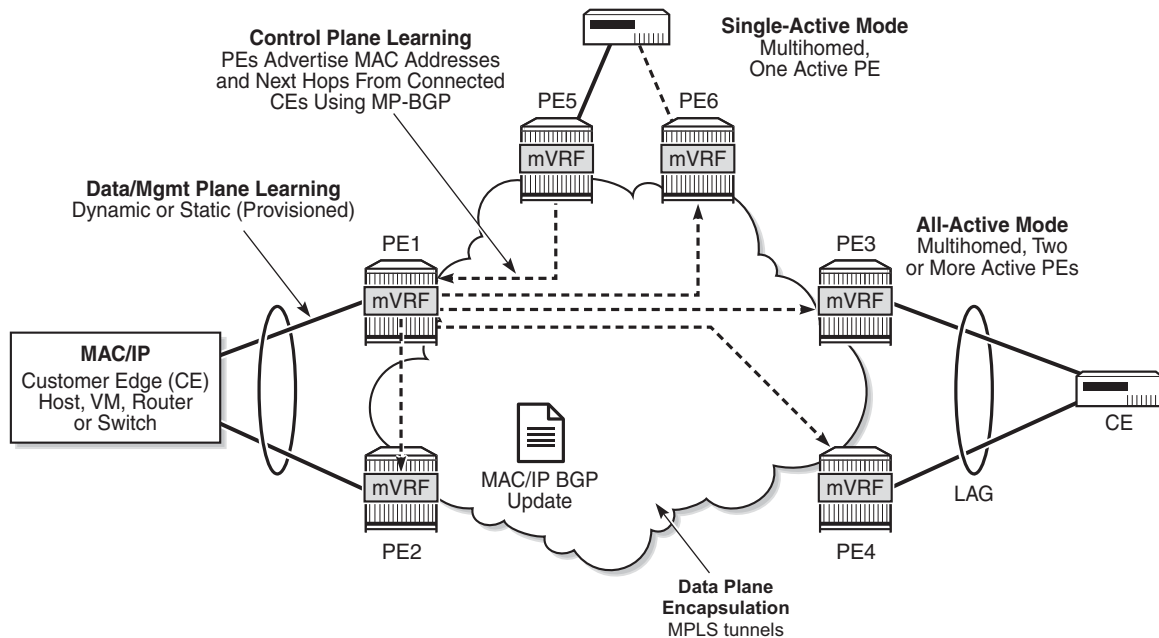 Control Plane Learning
PEs Advertise MAC Addresses
and Next Hops From Connected
CEs Using MP-BGP
Single-Active Mode
Multihomed,
One Active PE
PE5
PE6
mVRF
mVRF
Data/Mgmt Plane Learning
Dynamic or Static (Provisioned)
All-Active Mode
Multihomed, Two
or More Active PEs
PE1
PE3
mVRF
mVRF
MAC/IP
Customer Edge (CE)
Host, VM, Router
or Switch
CE
MAC/IP BGP
Update
mVRF
mVRF
LAG
PE2
PE4
Data Plane
Encapsulation
MPLS tunnels